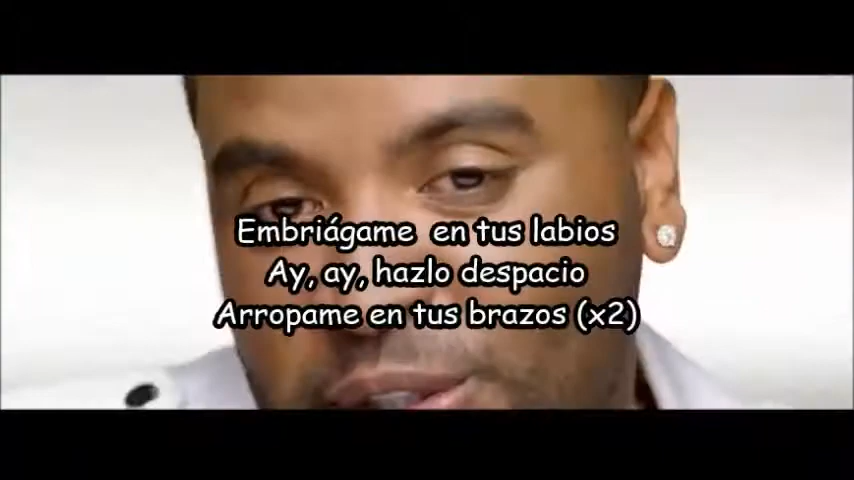 Embriágame en tus labios
Ay, ay, hazlo despacio
Arropame en tus brazos (x2)